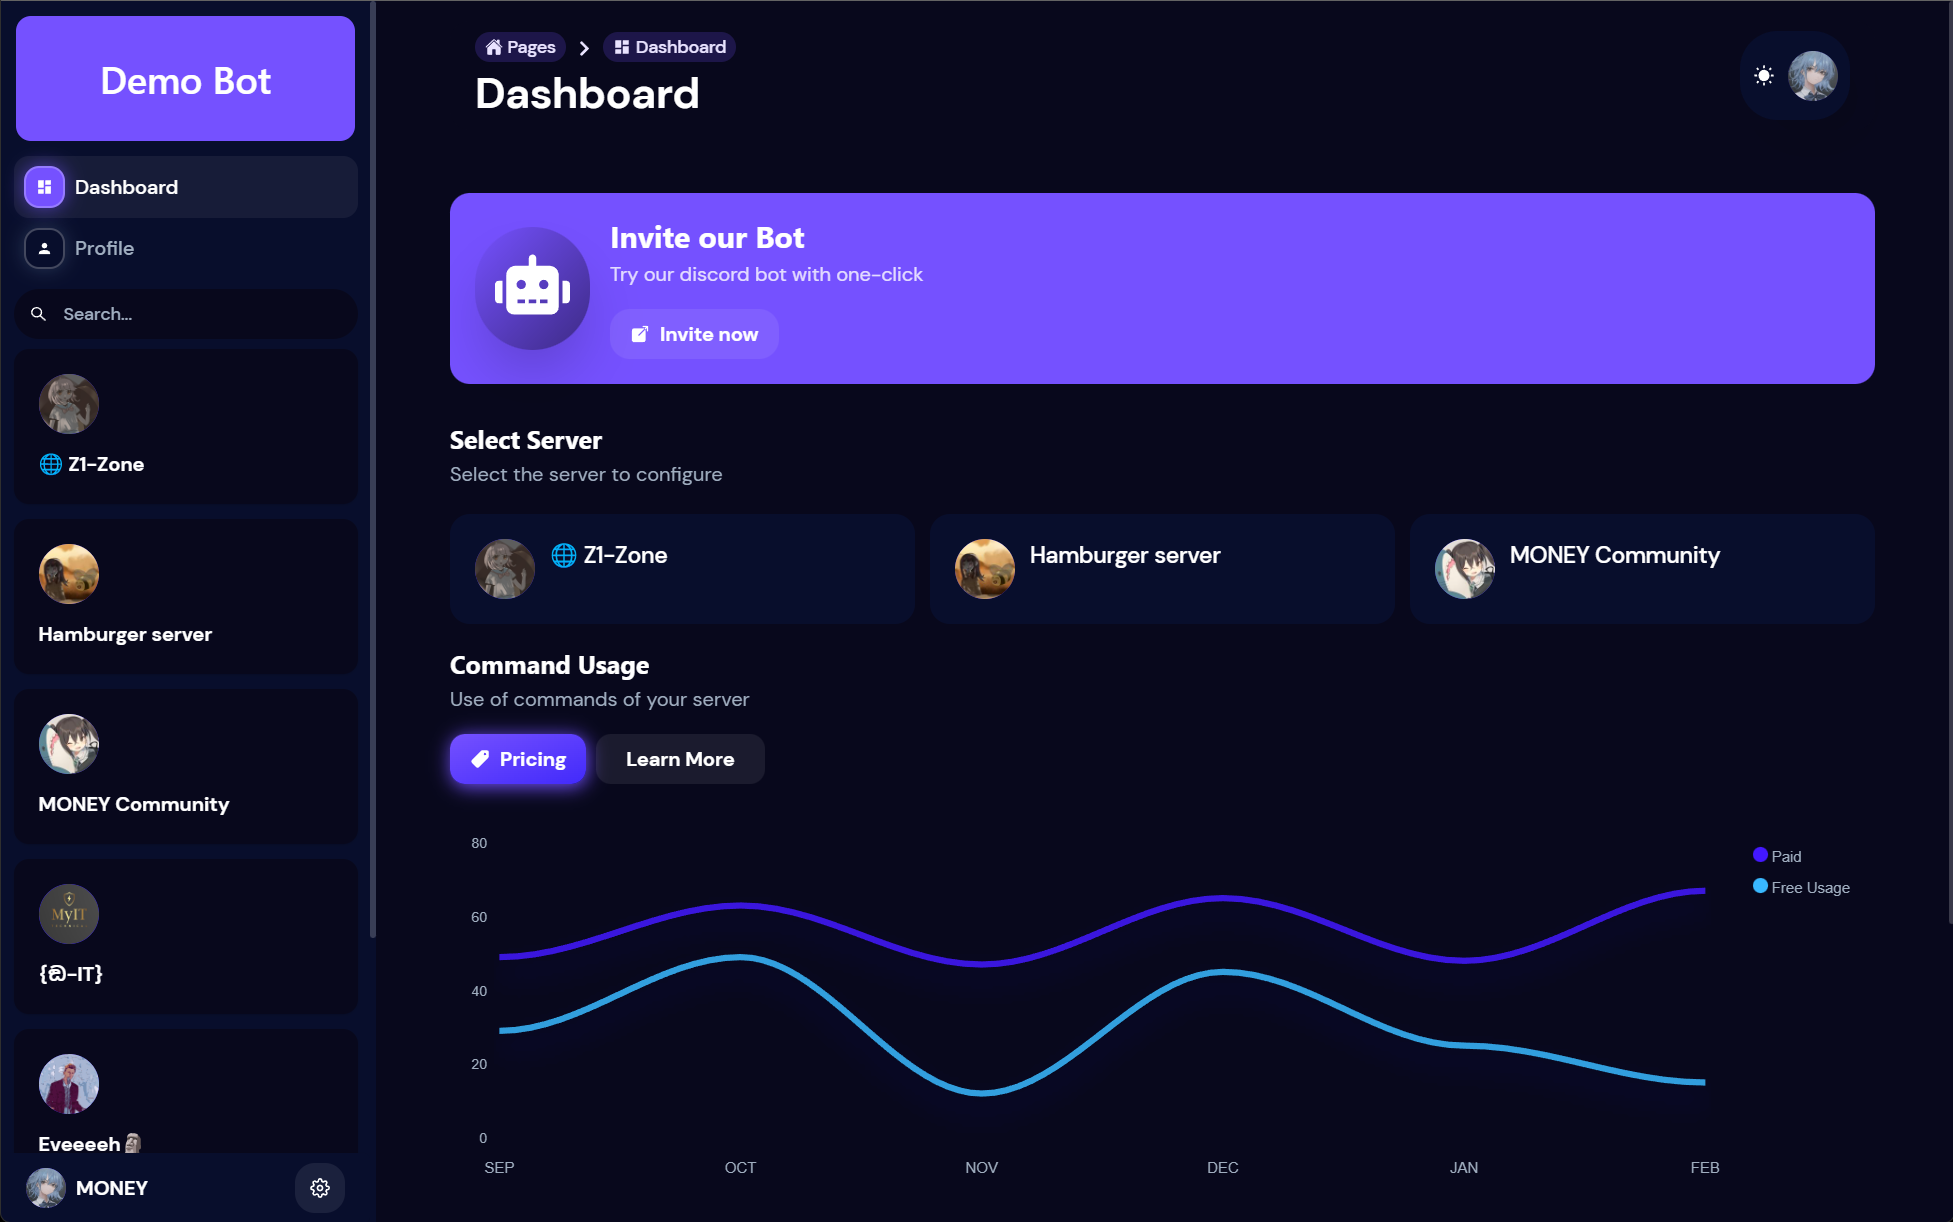 Demo Bot
Dashboard
Profile
Search...
🌐 Z1-Zone
Hamburger server
MONEY Community
MyIT
Eveeeeh 🗿
MONEY
Pages
Dashboard
Dashboard
Invite our Bot
Try our discord bot with one-click
Invite now
Select Server
Select the server to configure
🌐 Z1-Zone
Hamburger server
MONEY Community
Command Usage
Use of commands of your server
Pricing
Learn More
80
60
40
20
0
SEP
OCT
NOV
DEC
JAN
FEB
Paid
Free Usage